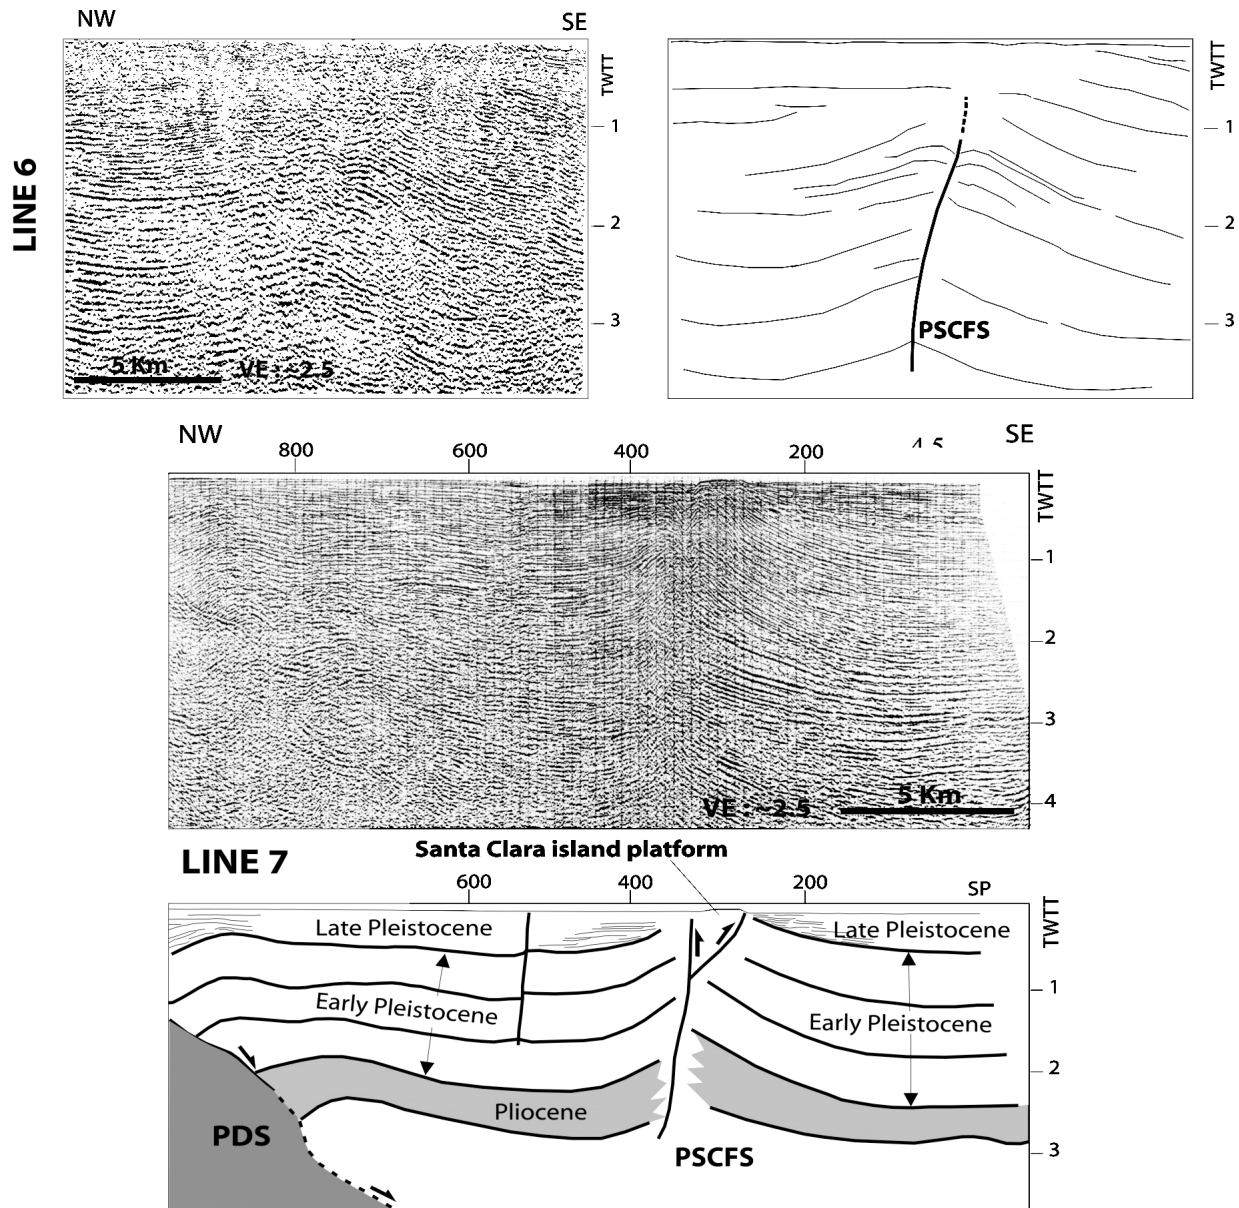 NW SE
TWTT
1
2
3
5 Km VE : ~2.5
LINE 6
TWTT
1
2
3
PSCFS
NW SE
800 600 400 200 4.5
TWTT
1
2
3
4
VE : ~2.5 5 Km
LINE 7
Santa Clara island platform
600 400 200 SP
TWTT
Late Pleistocene Late Pleistocene
1
Early Pleistocene Early Pleistocene
2
Pliocene
PDS
PSCFS
3